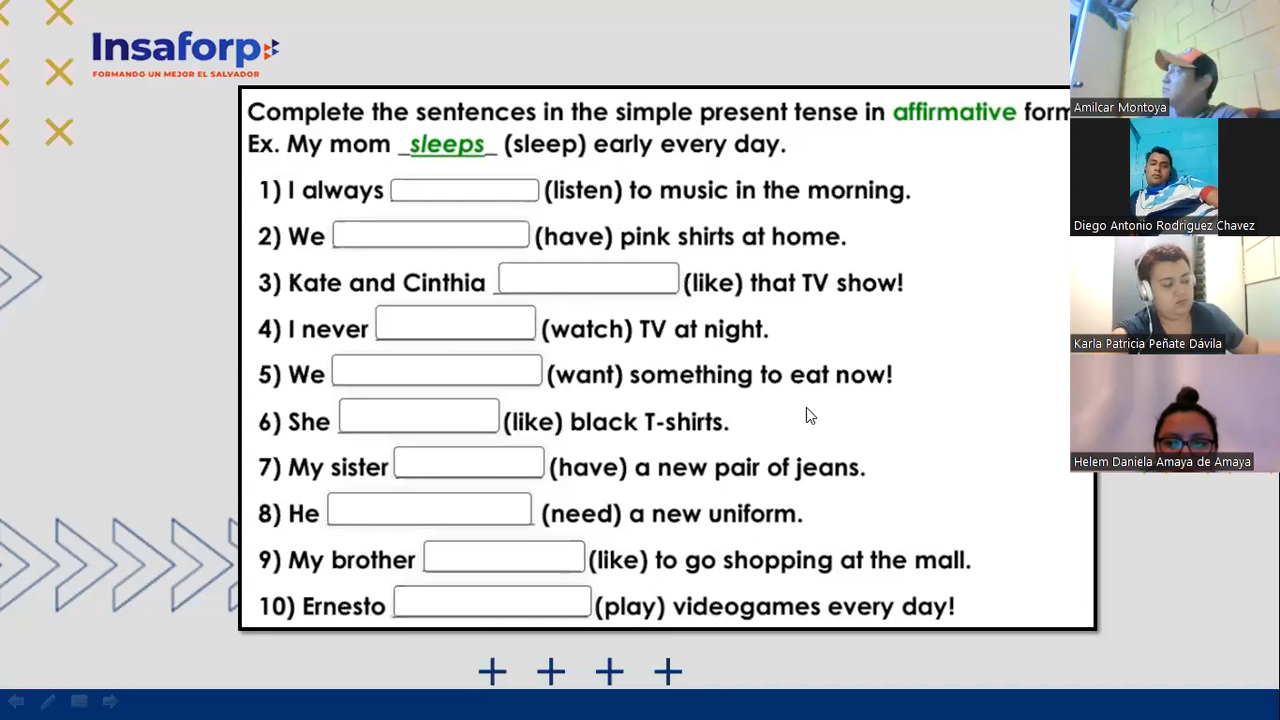 Insaforp
FORMANDO UN MEJOR EL SALVADOR
Complete the sentences in the simple present tense in affirmative form
Ex. My mom _sleeps_ (sleep) early every day.
1) I always (listen) to music in the morning.
2) We (have) pink shirts at home.
3) Kate and Cinthia (like) that TV show!
4) I never (watch) TV at night.
5) We (want) something to eat now!
6) She (like) black T-shirts.
7) My sister (have) a new pair of jeans.
8) He (need) a new uniform.
9) My brother (like) to go shopping at the mall.
10) Ernesto (play) videogames every day!
Amilcar Montoya
Diego Antonio Rodriguez Chavez
Karla Patricia Peñate Dávila
Helem Daniela Amaya de Amaya